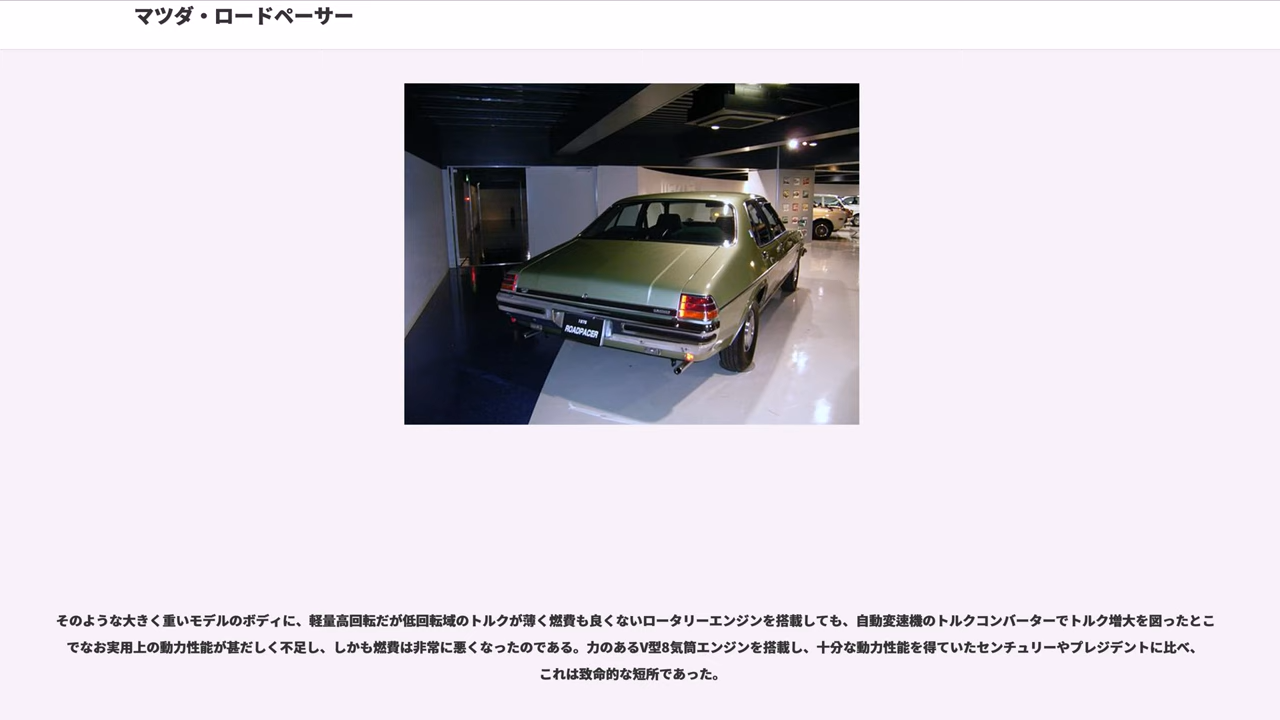 マツダ・ロードペーサー
1975
ROADPACER
そのような大きく重いモデルのボディに、軽量高回転だが低回転域のトルクが薄く燃費も良くないロータリーエンジンを搭載しても、自動変速機のトルクコンバーターでトルク増大を図ったとこ
でなお実用上の動力性能が甚だしく不足し、しかも燃費は非常に悪くなったのである。力のあるV型8気筒エンジンを搭載し、十分な動力性能を得ていたセンチュリーやプレジデントに比べ、
これは致命的な短所であった。